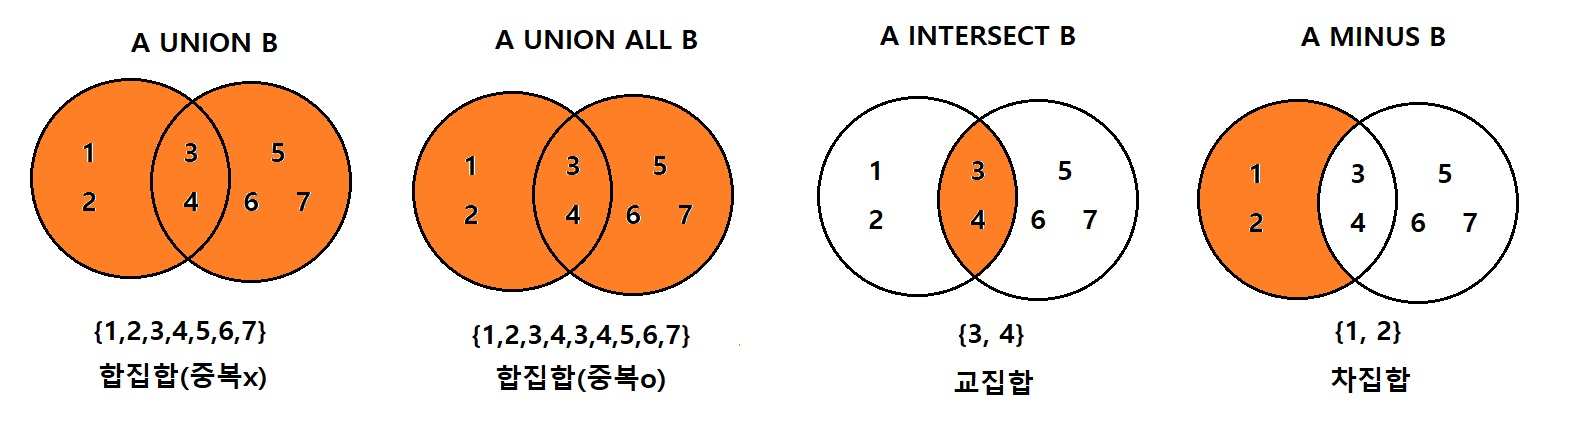 A UNION B
1 3 5
2 4 6 7
{1,2,3,4,5,6,7}
합집합(중복x)
A UNION ALL B
1 3 5
2 4 6 7
{1,2,3,4,3,4,5,6,7}
합집합(중복o)
A INTERSECT B
1 3 5
2 4 6 7
{3, 4}
교집합
A MINUS B
1 3 5
2 4 6 7
{1, 2}
차집합